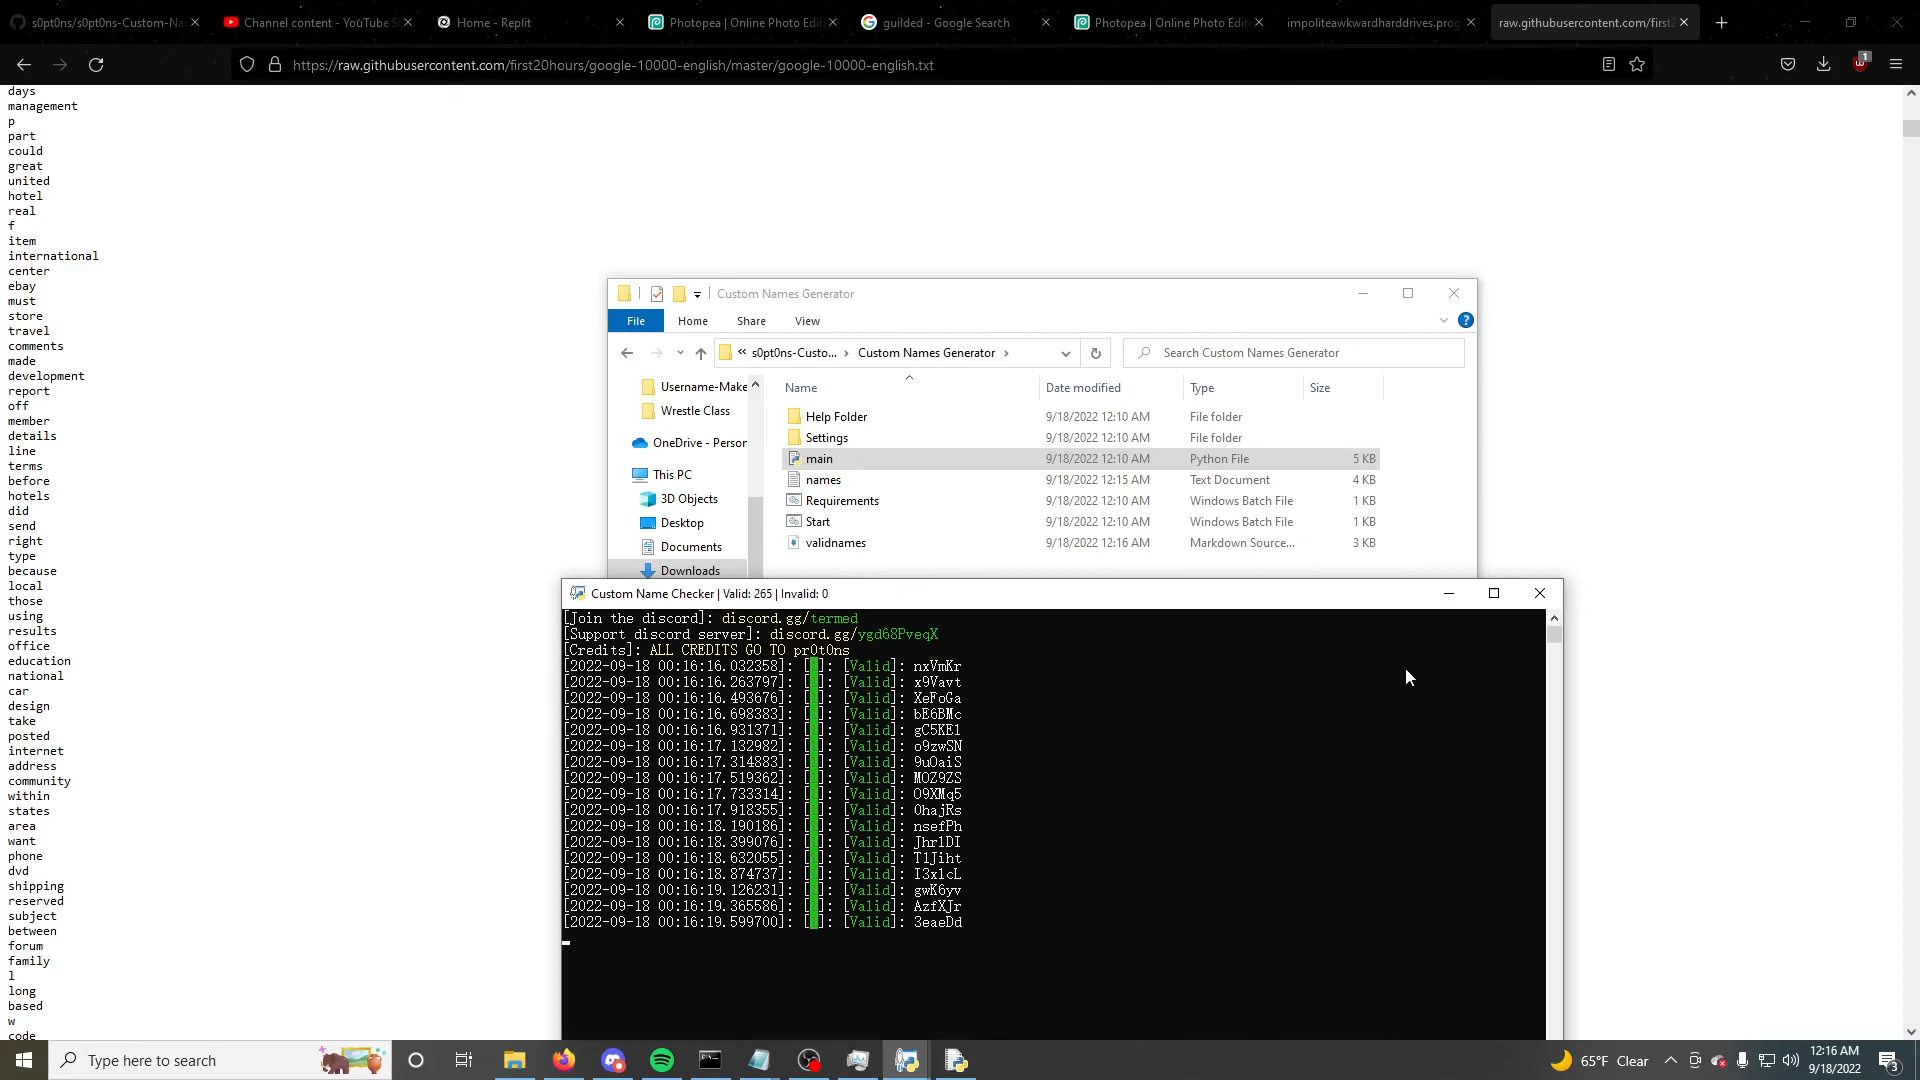 s0pt0ns/s0pt0ns-Custom-Na
Channel content - YouTube S
Home - Replit
Photopea | Online Photo Edit
guilded - Google Search
Photopea | Online Photo Edit
impoliteawkwardharddrives.prog
raw.githubusercontent.com/first2
https://raw.githubusercontent.com/first20hours/google-10000-english/master/google-10000-english.txt
1
days
management
p
part
could
great
united
hotel
real
f
item
international
center
ebay
must
store
travel
comments
made
development
report
off
member
details
line
terms
before
hotels
did
send
right
type
because
local
those
using
results
office
education
national
car
design
take
posted
internet
address
community
within
states
area
want
phone
dvd
shipping
reserved
subject
between
forum
family
l
long
based
w
code
Custom Names Generator
File Home Share View
« s0pt0ns-Custo... › Custom Names Generator ›
Search Custom Names Generator
Username-Make
Wrestle Class
OneDrive - Person
This PC
3D Objects
Desktop
Documents
Downloads
Name Date modified Type Size
Help Folder 9/18/2022 12:10 AM File folder
Settings 9/18/2022 12:10 AM File folder
main 9/18/2022 12:10 AM Python File 5 KB
names 9/18/2022 12:15 AM Text Document 4 KB
Requirements 9/18/2022 12:10 AM Windows Batch File 1 KB
Start 9/18/2022 12:10 AM Windows Batch File 1 KB
validnames 9/18/2022 12:16 AM Markdown Source... 3 KB
Custom Name Checker | Valid: 265 | Invalid: 0
[Join the discord]: discord.gg/termed
[Support discord server]: discord.gg/ygd68PveqX
[Credits]: ALL CREDITS GO TO pr0t0ns
[2022-09-18 00:16:16.032358]: [ ]: [Valid]: nxVmKr
[2022-09-18 00:16:16.263797]: [ ]: [Valid]: x9Vavt
[2022-09-18 00:16:16.493676]: [ ]: [Valid]: XeFoGa
[2022-09-18 00:16:16.698383]: [ ]: [Valid]: bE6BMc
[2022-09-18 00:16:16.931371]: [ ]: [Valid]: gC5KEl
[2022-09-18 00:16:17.132982]: [ ]: [Valid]: o9zwSN
[2022-09-18 00:16:17.314883]: [ ]: [Valid]: 9uOaiS
[2022-09-18 00:16:17.519362]: [ ]: [Valid]: MOZ9ZS
[2022-09-18 00:16:17.733314]: [ ]: [Valid]: O9XMq5
[2022-09-18 00:16:17.918355]: [ ]: [Valid]: 0hajRs
[2022-09-18 00:16:18.190186]: [ ]: [Valid]: nsefPh
[2022-09-18 00:16:18.399076]: [ ]: [Valid]: JhrlDI
[2022-09-18 00:16:18.632055]: [ ]: [Valid]: T1Jiht
[2022-09-18 00:16:18.874737]: [ ]: [Valid]: I3xlcL
[2022-09-18 00:16:19.126231]: [ ]: [Valid]: gwK6yv
[2022-09-18 00:16:19.365586]: [ ]: [Valid]: AzfXJr
[2022-09-18 00:16:19.599700]: [ ]: [Valid]: 3eaeDd
Type here to search
65°F Clear
12:16 AM
9/18/2022
3